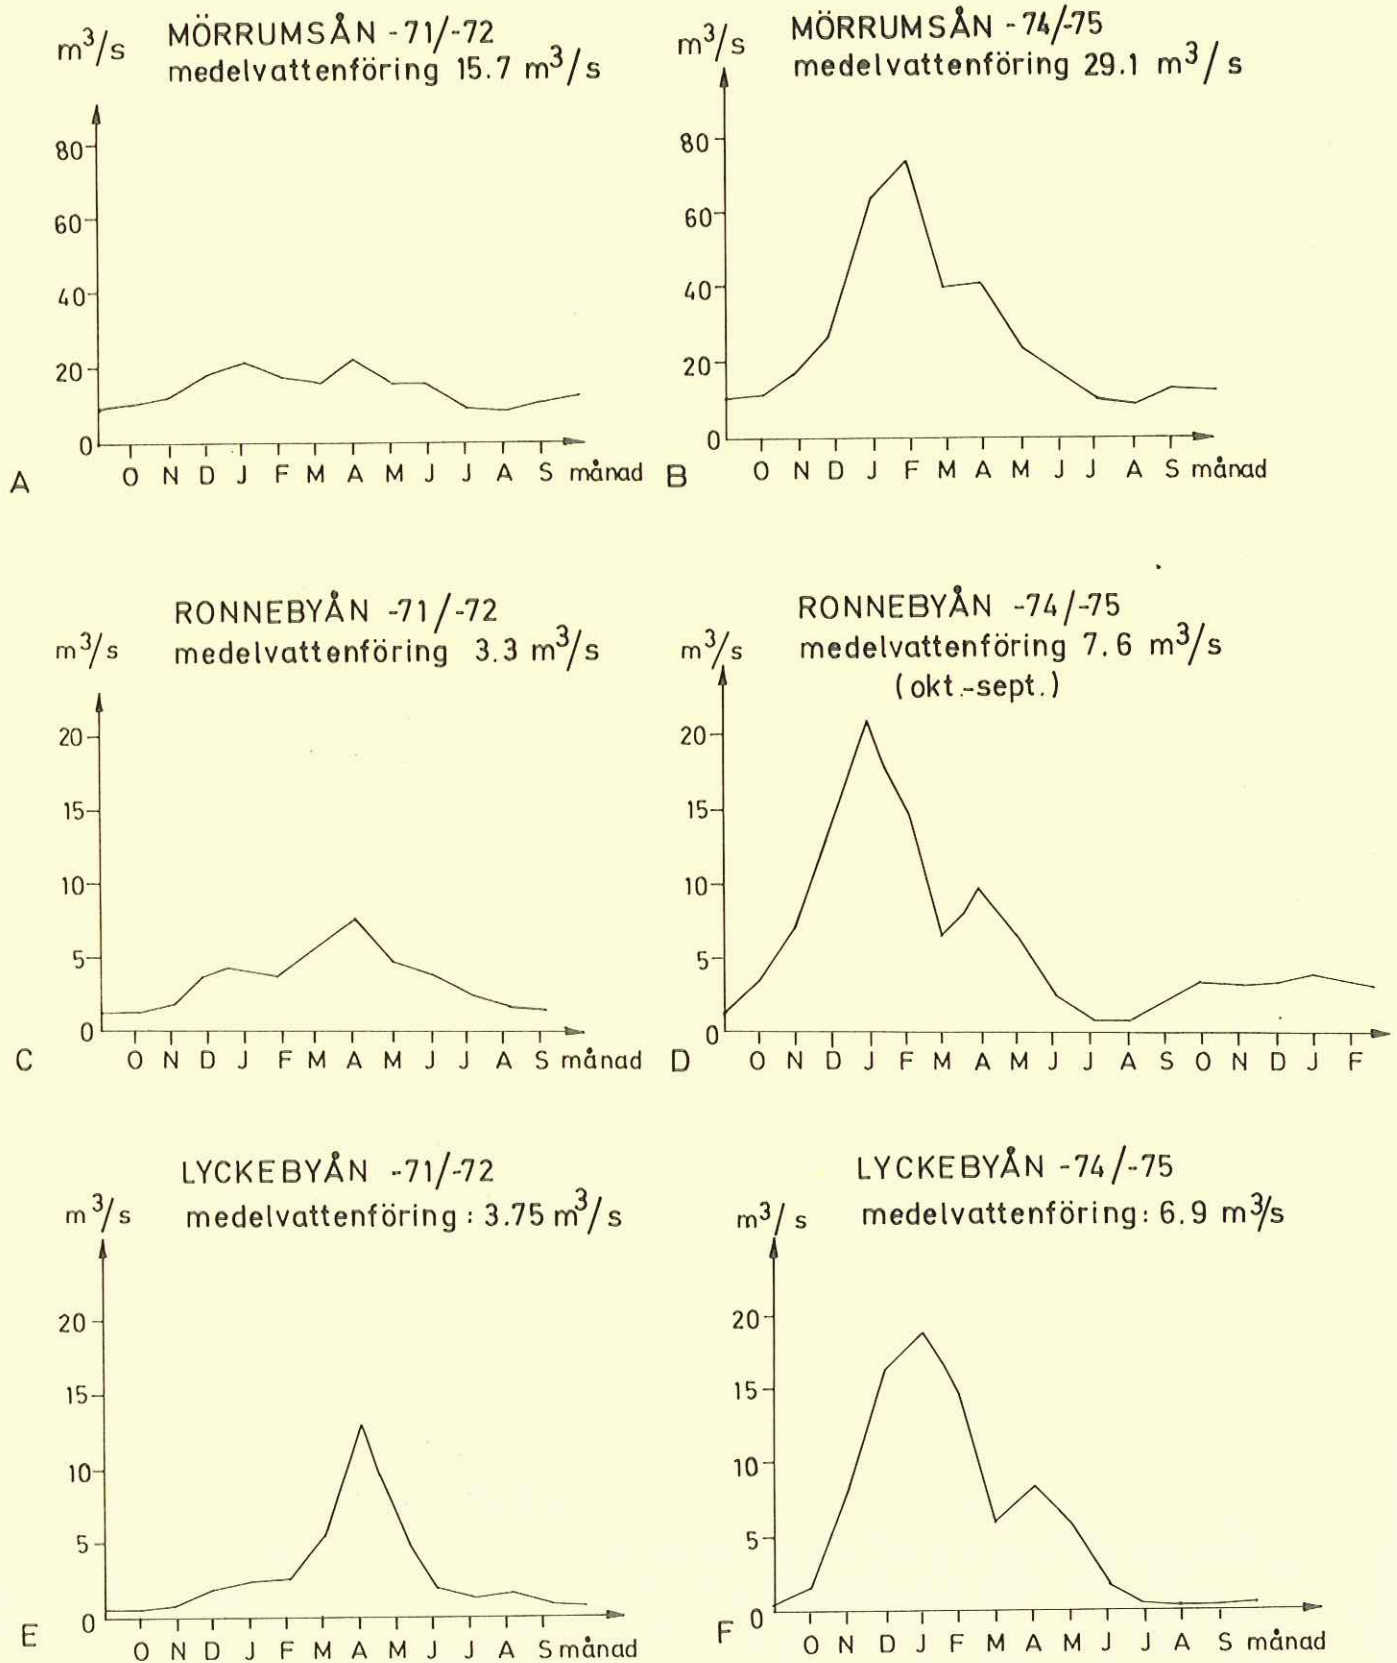 MÖRRUMSÅN -71/-72
m³/s
medelvattenföring 15.7 m³/s
80
60
40
20
0
O N D J F M A M J J A S månad
A
MÖRRUMSÅN -74/-75
m³/s
medelvattenföring 29.1 m³/s
80
60
40
20
0
O N D J F M A M J J A S månad
B
RONNEBYÅN -71/-72
m³/s
medelvattenföring 3.3 m³/s
20
15
10
5
0
O N D J F M A M J J A S månad
C
RONNEBYÅN -74/-75
m³/s
medelvattenföring 7.6 m³/s
(okt.-sept.)
20
15
10
5
0
O N D J F M A M J J A S O N D J F
D
LYCKEBYÅN -71/-72
m³/s
medelvattenföring: 3.75 m³/s
20
15
10
5
0
O N D J F M A M J J A S månad
E
LYCKEBYÅN -74/-75
m³/s
medelvattenföring: 6.9 m³/s
20
15
10
5
0
O N D J F M A M J J A S månad
F